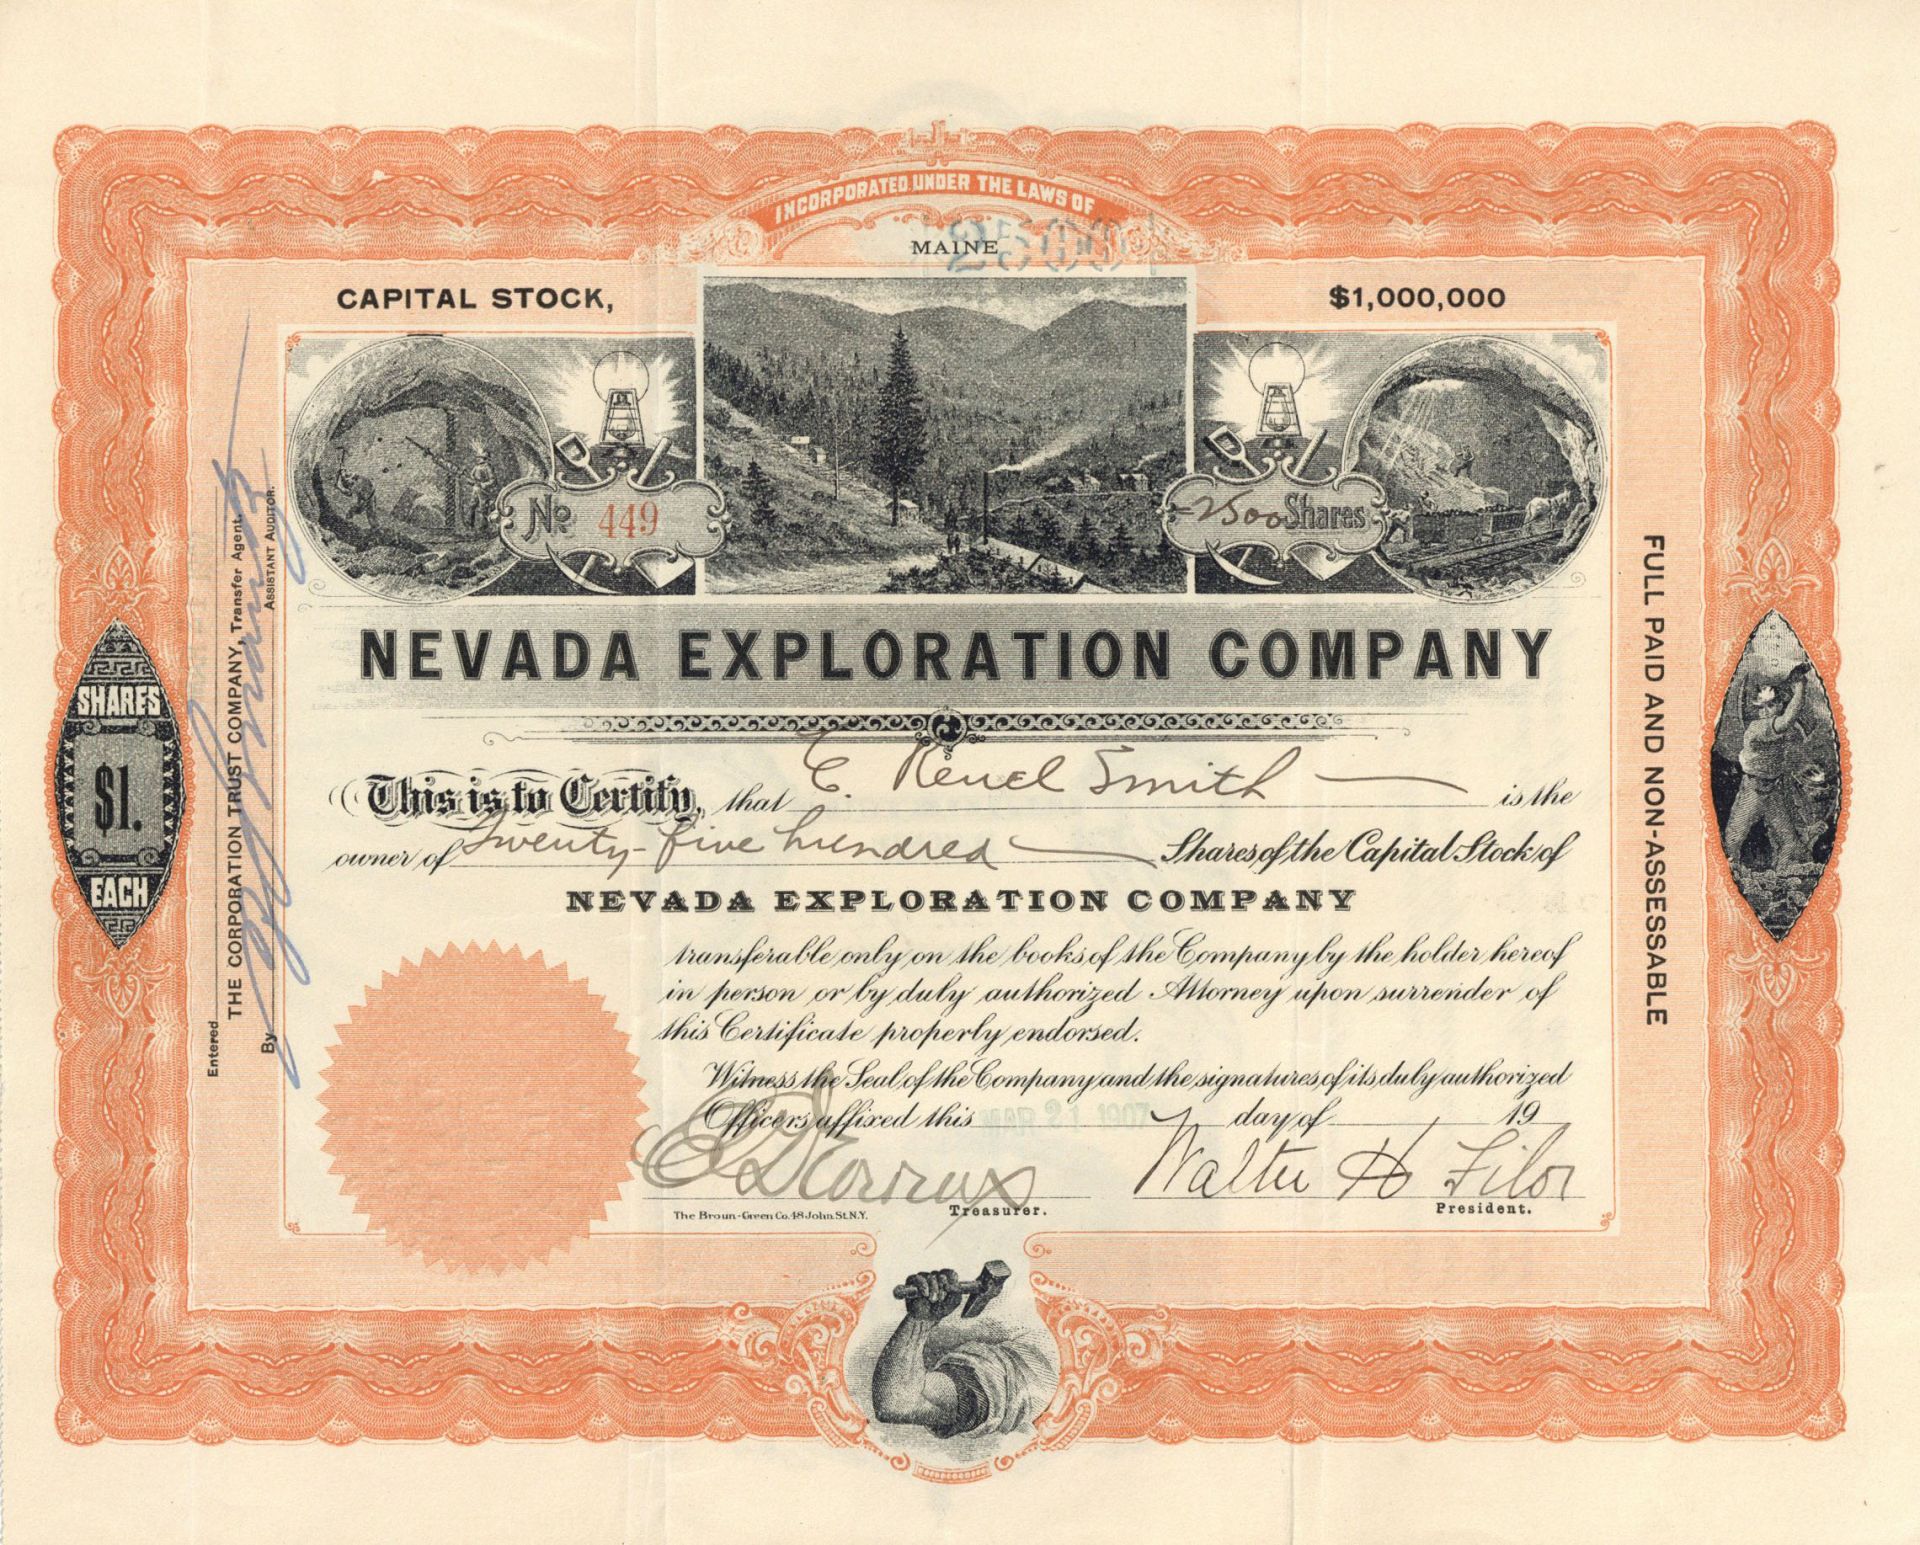 INCORPORATED UNDER THE LAWS OF
MAINE
2500
CAPITAL STOCK,
$1,000,000
No. 449
2500 Shares
NEVADA EXPLORATION COMPANY
This is to Certify, that E. Reuel Smith is the
owner of Twenty-five hundred Shares of the Capital Stock of
NEVADA EXPLORATION COMPANY
transferable only on the books of the Company by the holder hereof
in person or by duly authorized Attorney upon surrender of
this Certificate properly endorsed.
Witness the Seal of the Company and the signatures of its duly authorized
Officers affixed this MAR 21 1907 day of 19
Walter H Filor
The Broun-Green Co. 48 John St. N.Y.
Treasurer.
President.
SHARES
$1.
EACH
Entered
THE CORPORATION TRUST COMPANY, Transfer Agent.
By
ASSISTANT AUDITOR.
FULL PAID AND NON-ASSESSABLE